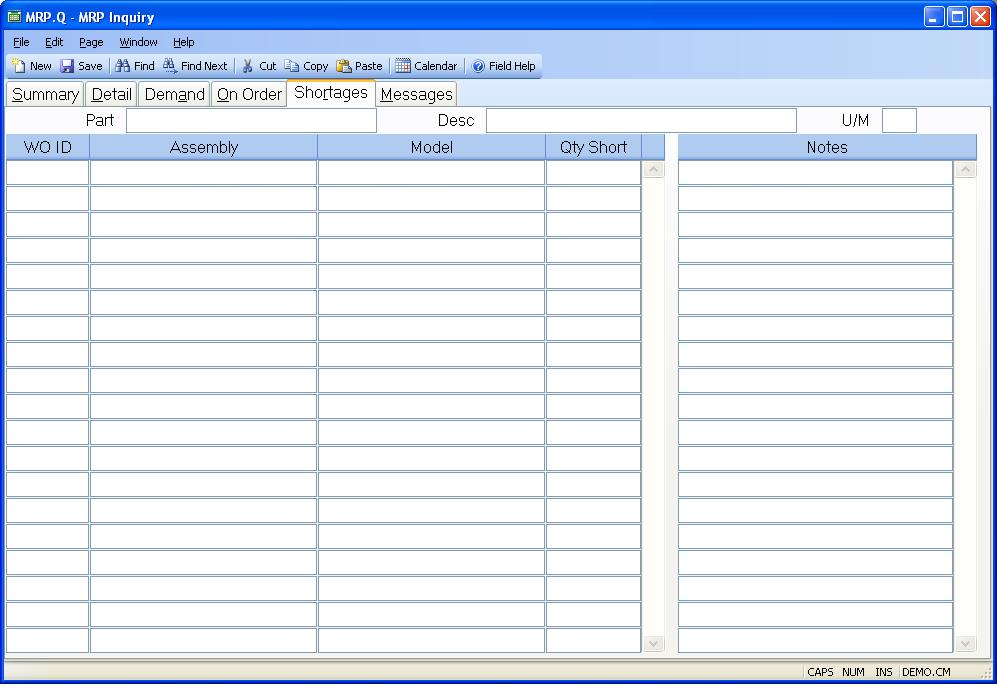 MRP.Q - MRP Inquiry
File Edit Page Window Help
New Save Find Find Next Cut Copy Paste Calendar Field Help
Summary Detail Demand On Order Shortages Messages
Part Desc U/M
WO ID Assembly Model Qty Short Notes
CAPS NUM INS DEMO.CM